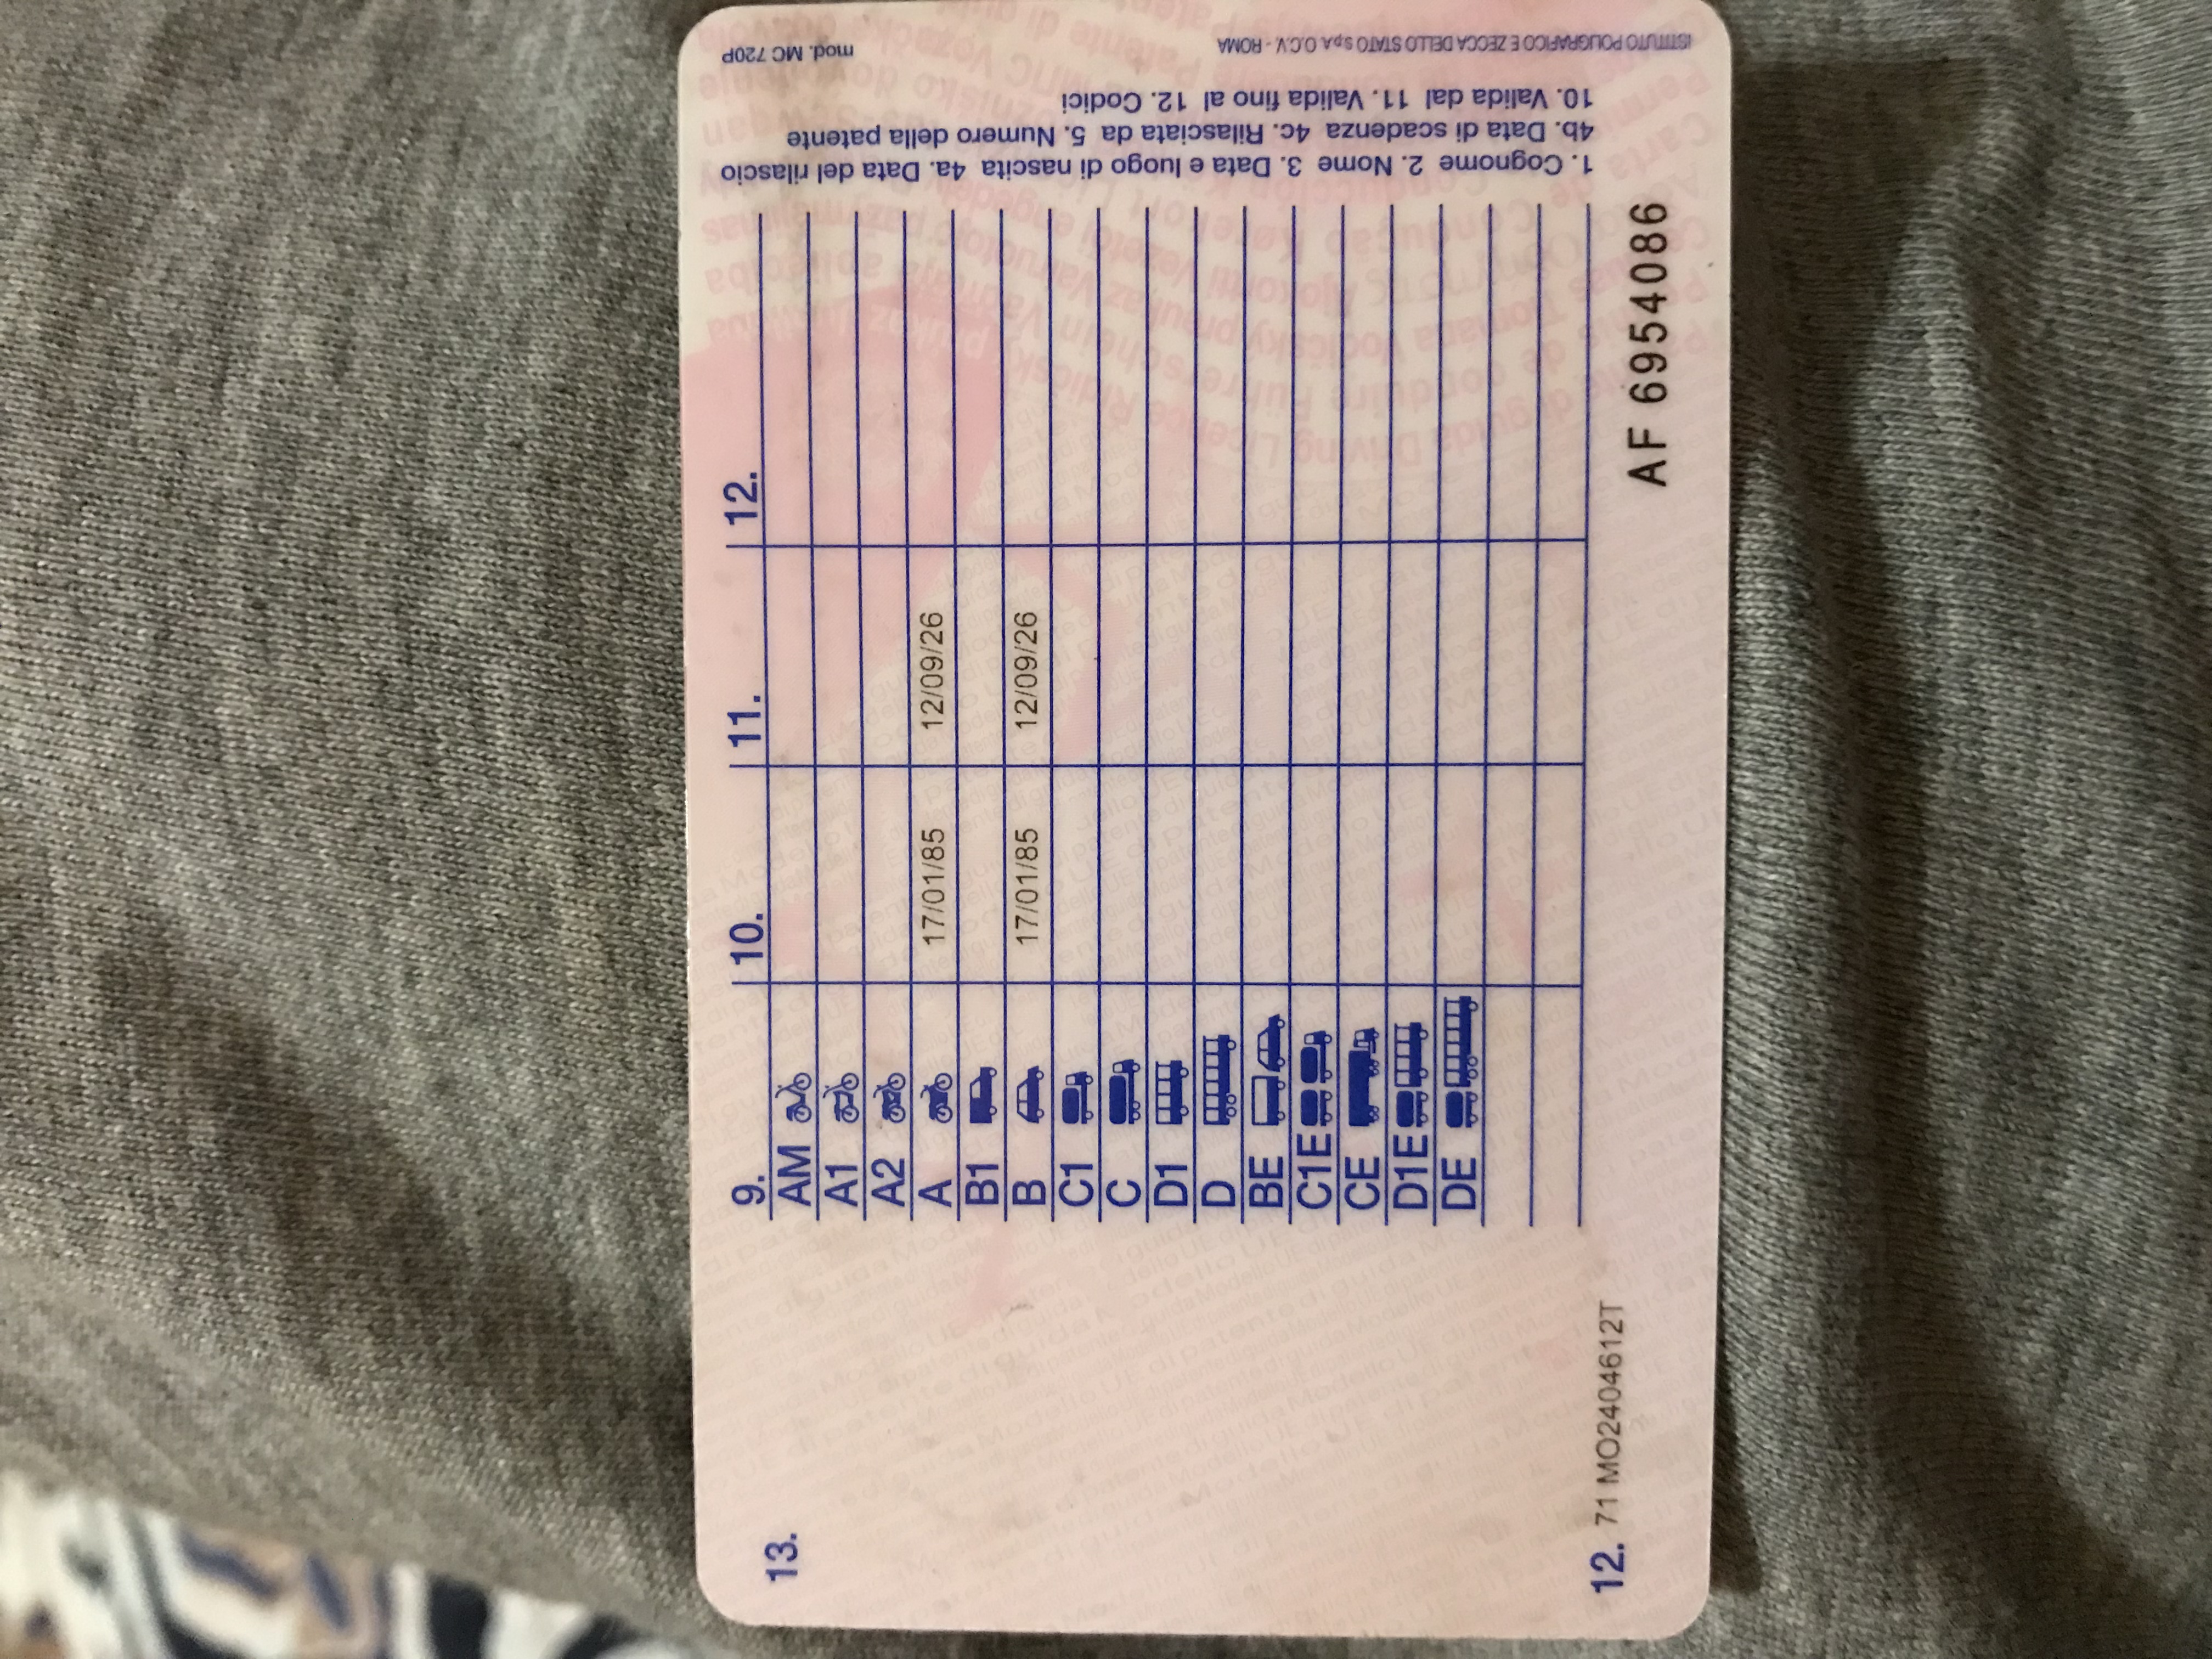 13.
9. 10. 11. 12.
AM
A1
A2
A 17/01/85 12/09/26
B1
B 17/01/85 12/09/26
C1
C
D1
D
BE
C1E
CE
D1E
DE
12. 71 MO2404612T
AF 6954086
1. Cognome 2. Nome 3. Data e luogo di nascita 4a. Data del rilascio
4b. Data di scadenza 4c. Rilasciata da 5. Numero della patente
10. Valida dal 11. Valida fino al 12. Codici
ISTITUTO POLIGRAFICO E ZECCA DELLO STATO S.p.A. O.C.V. - ROMA
mod. MC 720P